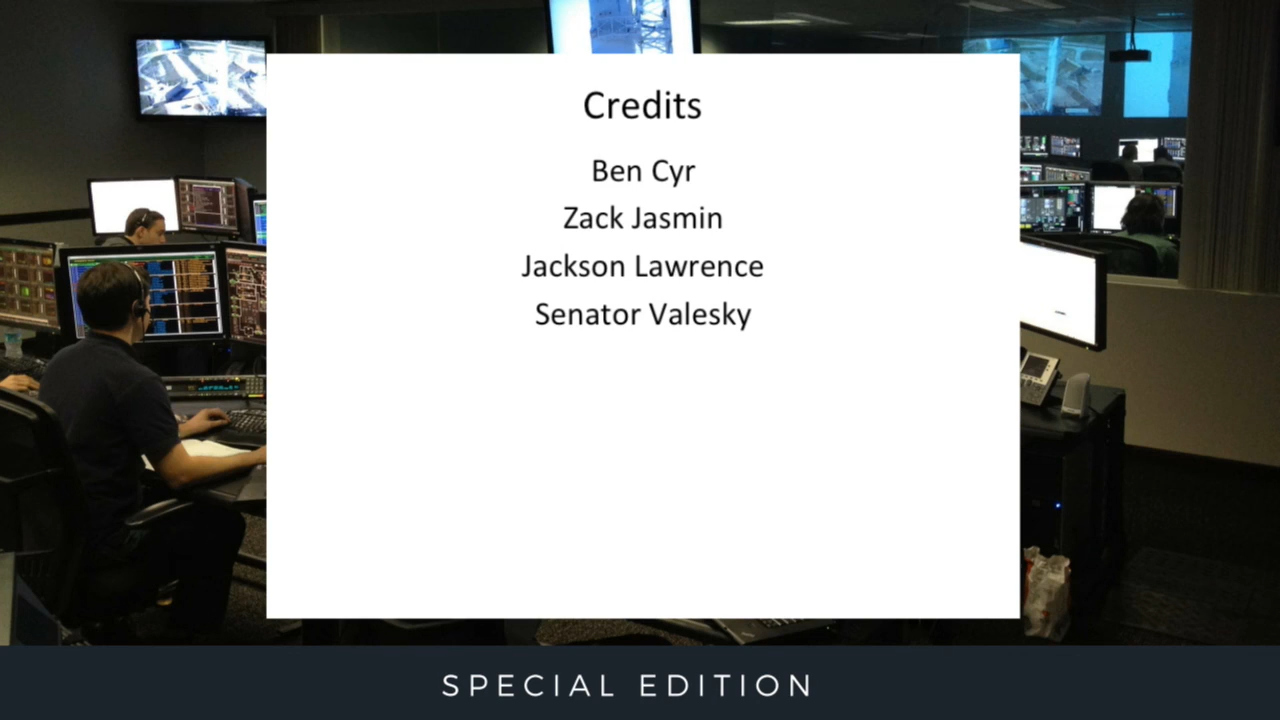 Credits
Ben Cyr
Zack Jasmin
Jackson Lawrence
Senator Valesky
SPECIAL EDITION